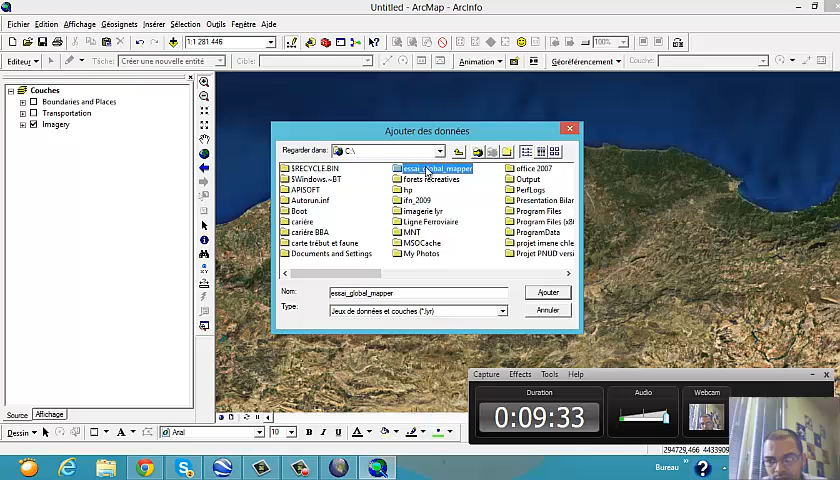 Untitled - ArcMap - ArcInfo
Fichier Edition Affichage Géosignets Insérer Sélection Outils Fenêtre Aide
1:1 281 446
100%
Editeur Tâche: Créer une nouvelle entité Cible: Animation Géoréférencement Couche:
Couches
Boundaries and Places
Transportation
Imagery
Ajouter des données
Regarder dans: C:\
$RECYCLE.BIN essai_global_mapper office 2007
$Windows.~BT forets récreatives Output
APISOFT hp PerfLogs
Autorun.inf ifn_2009 Presentation Bilar
Boot imagerie lyr Program Files
cariére Ligne Ferroviaire Program Files (x8
cariére BBA MNT ProgramData
carte trébut et faune MSOCache projet imene chle
Documents and Settings My Photos Projet PNUD versi
Nom: essai_global_mapper Ajouter
Type: Jeux de données et couches (*.lyr) Annuler
Capture Effects Tools Help
Duration Audio Webcam
0:09:33
Source Affichage
Dessin Arial 10 B I U A
294729,466 4433909
Bureau